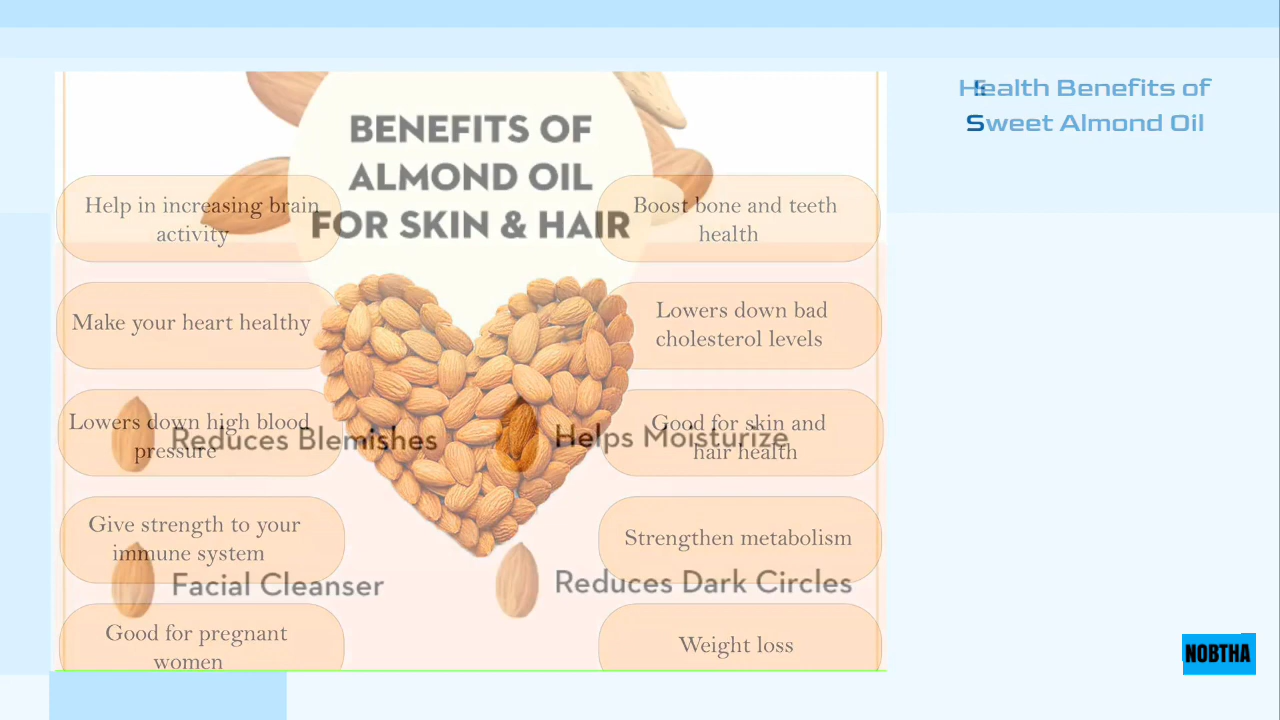 BENEFITS OF
ALMOND OIL
FOR SKIN & HAIR
Help in increasing brain
activity
Boost bone and teeth
health
Make your heart healthy
Lowers down bad
cholesterol levels
Lowers down high blood
pressure
Good for skin and
hair health
Reduces Blemishes
Helps Moisturize
Give strength to your
immune system
Strengthen metabolism
Facial Cleanser
Reduces Dark Circles
Good for pregnant
women
Weight loss
Health Benefits of
Sweet Almond Oil
NOBTHA